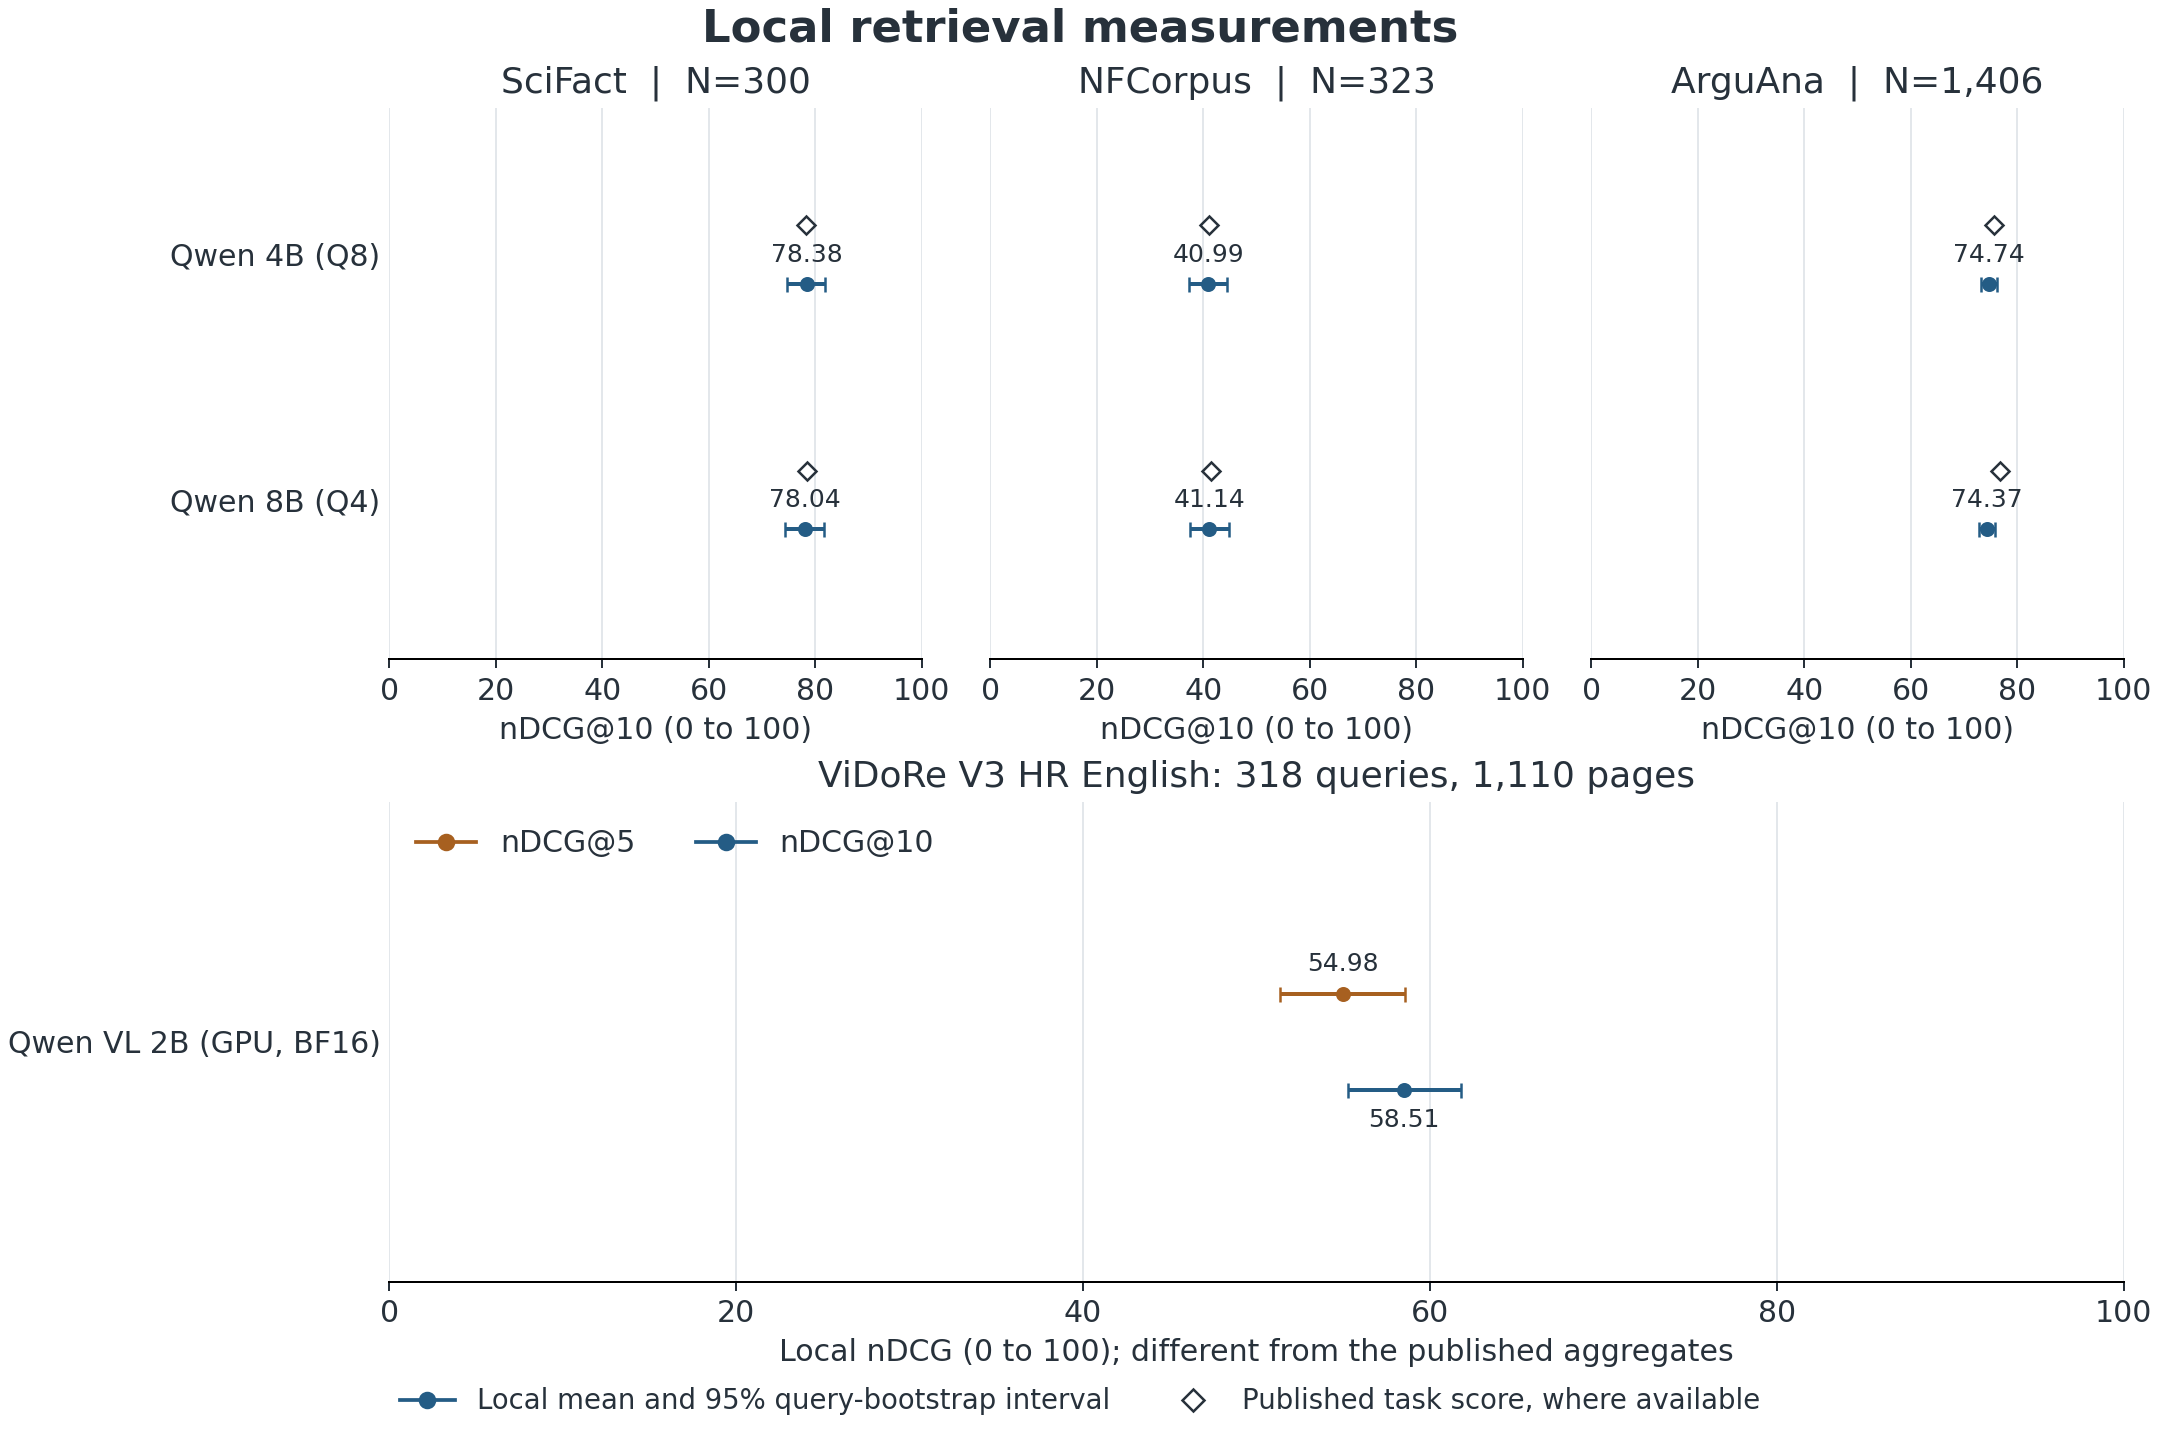 Local retrieval measurements
SciFact | N=300
NFCorpus | N=323
ArguAna | N=1,406
Qwen 4B (Q8)
78.38
40.99
74.74
Qwen 8B (Q4)
78.04
41.14
74.37
0 20 40 60 80 100
0 20 40 60 80 100
0 20 40 60 80 100
nDCG@10 (0 to 100)
nDCG@10 (0 to 100)
nDCG@10 (0 to 100)
ViDoRe V3 HR English: 318 queries, 1,110 pages
nDCG@5
nDCG@10
54.98
Qwen VL 2B (GPU, BF16)
58.51
0 20 40 60 80 100
Local nDCG (0 to 100); different from the published aggregates
Local mean and 95% query-bootstrap interval
Published task score, where available